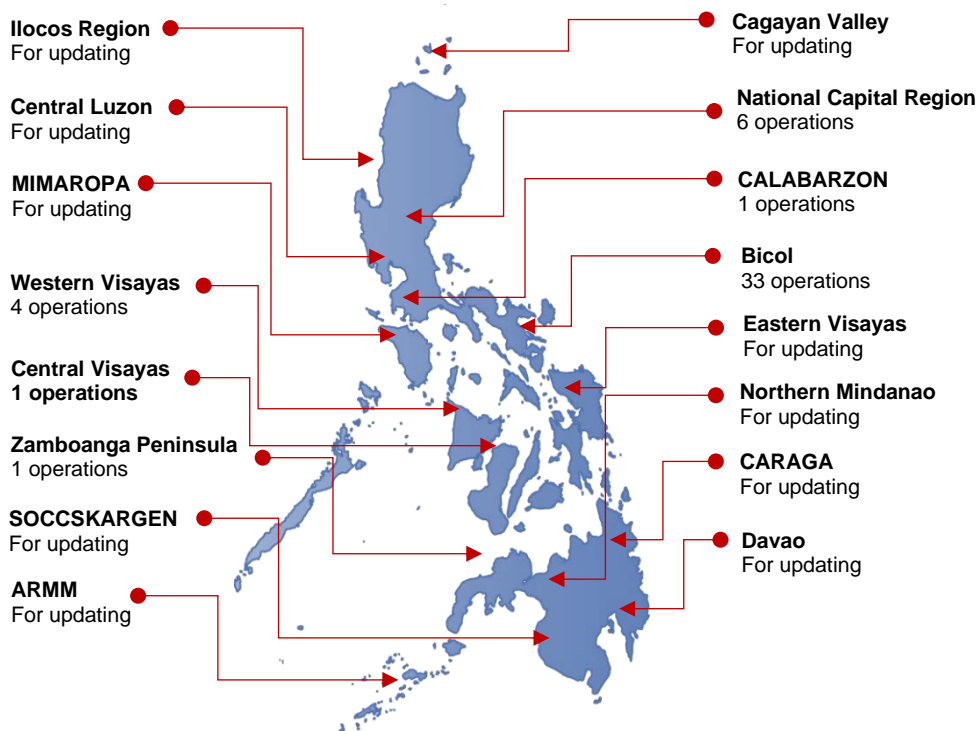 Ilocos Region
For updating
Central Luzon
For updating
MIMAROPA
For updating
Western Visayas
4 operations
Central Visayas
1 operations
Zamboanga Peninsula
1 operations
SOCCSKARGEN
For updating
ARMM
For updating
Cagayan Valley
For updating
National Capital Region
6 operations
CALABARZON
1 operations
Bicol
33 operations
Eastern Visayas
For updating
Northern Mindanao
For updating
CARAGA
For updating
Davao
For updating